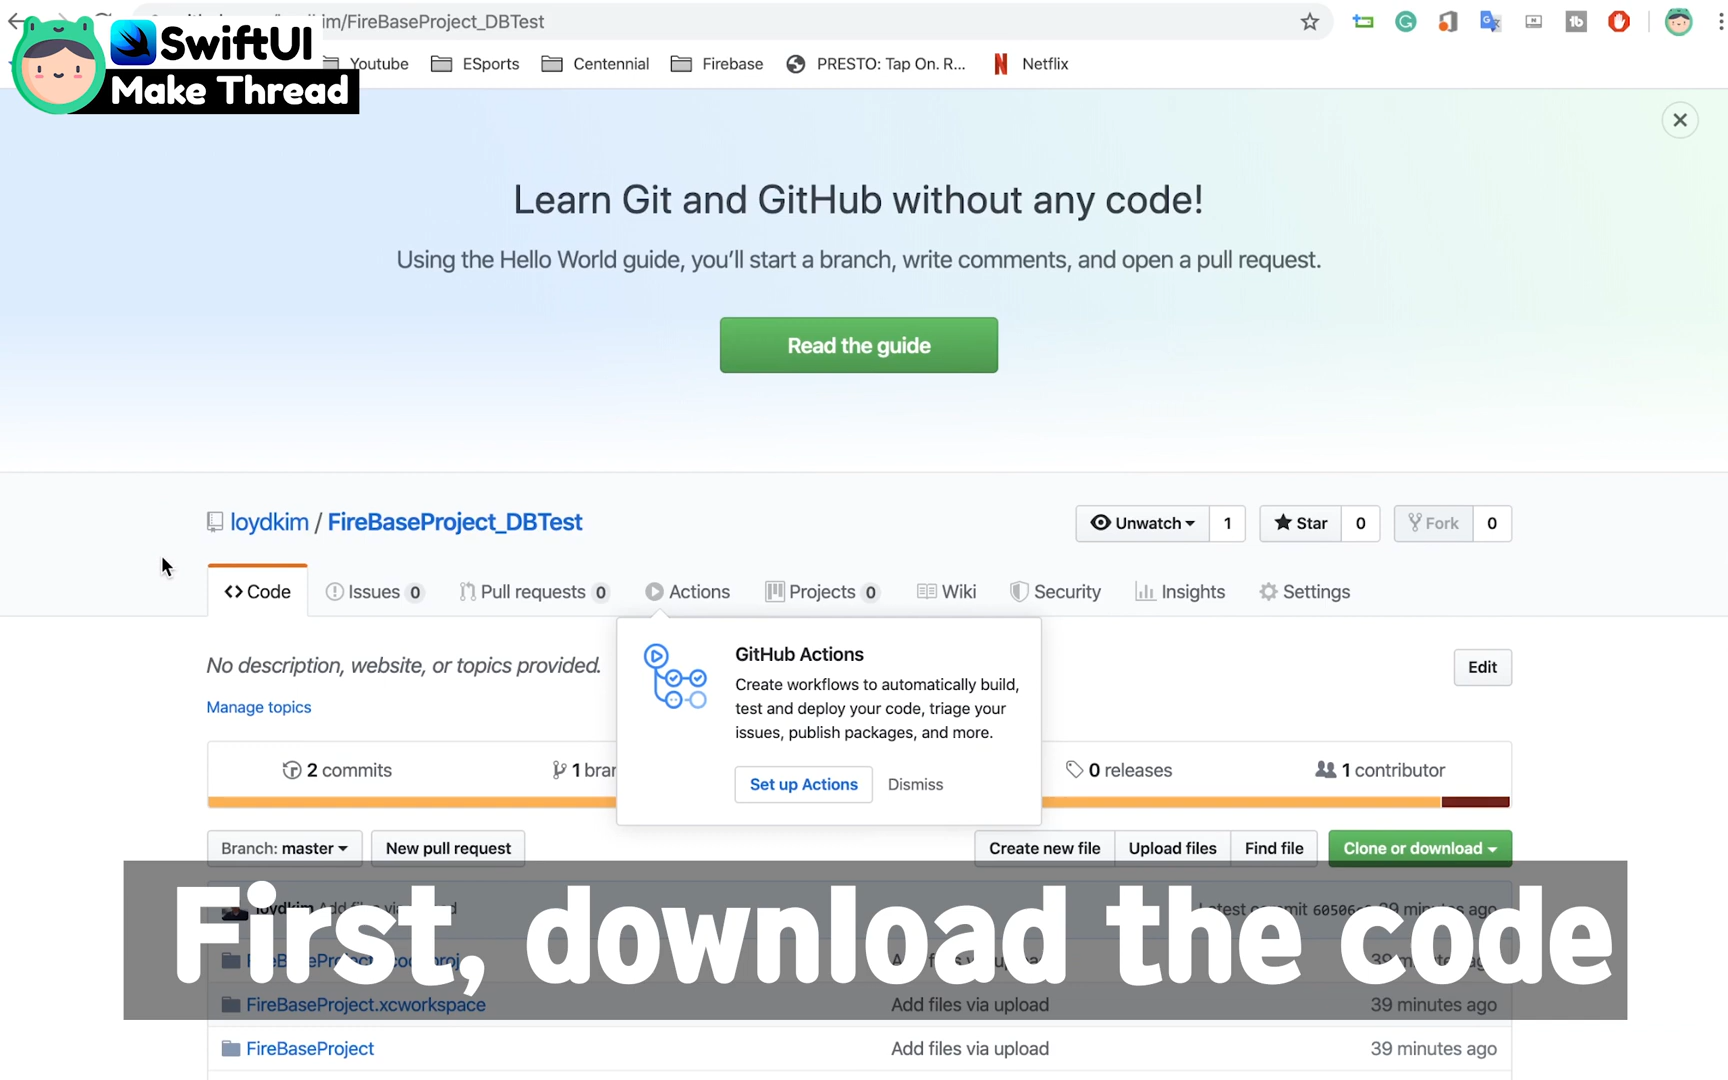 im/FireBaseProject_DBTest
SwiftUI
Make Thread
Youtube
ESports
Centennial
Firebase
PRESTO: Tap On. R...
Netflix
Learn Git and GitHub without any code!
Using the Hello World guide, you'll start a branch, write comments, and open a pull request.
Read the guide
loydkim / FireBaseProject_DBTest
Unwatch 1
Star 0
Fork 0
Code
Issues 0
Pull requests 0
Actions
Projects 0
Wiki
Security
Insights
Settings
GitHub Actions
Create workflows to automatically build,
test and deploy your code, triage your
issues, publish packages, and more.
Set up Actions
Dismiss
No description, website, or topics provided.
Edit
Manage topics
2 commits
1 bran
0 releases
1 contributor
Branch: master
New pull request
Create new file
Upload files
Find file
Clone or download
First, download the code
FireBaseProject.xcworkspace
Add files via upload
39 minutes ago
FireBaseProject
Add files via upload
39 minutes ago